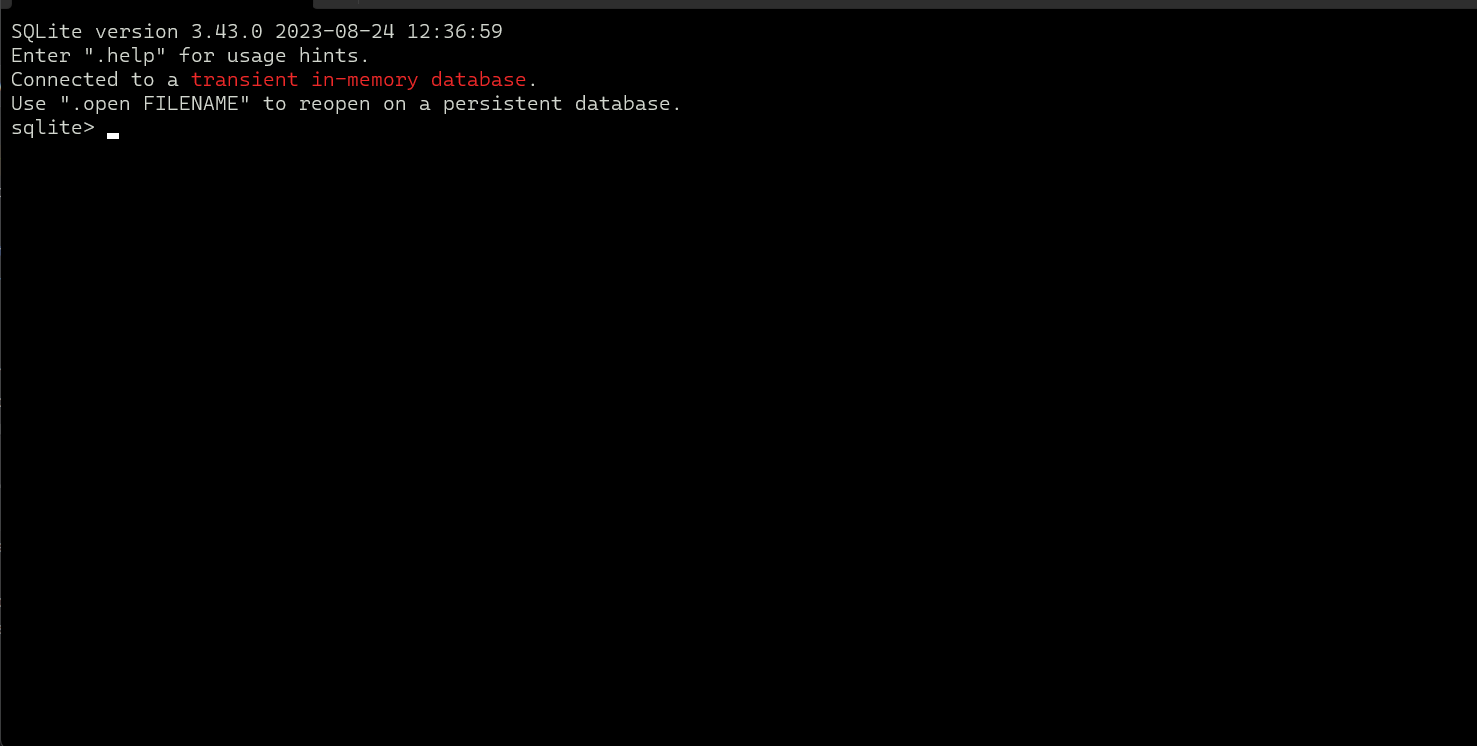 SQLite version 3.43.0 2023-08-24 12:36:59
Enter ".help" for usage hints.
Connected to a transient in-memory database.
Use ".open FILENAME" to reopen on a persistent database.
sqlite>